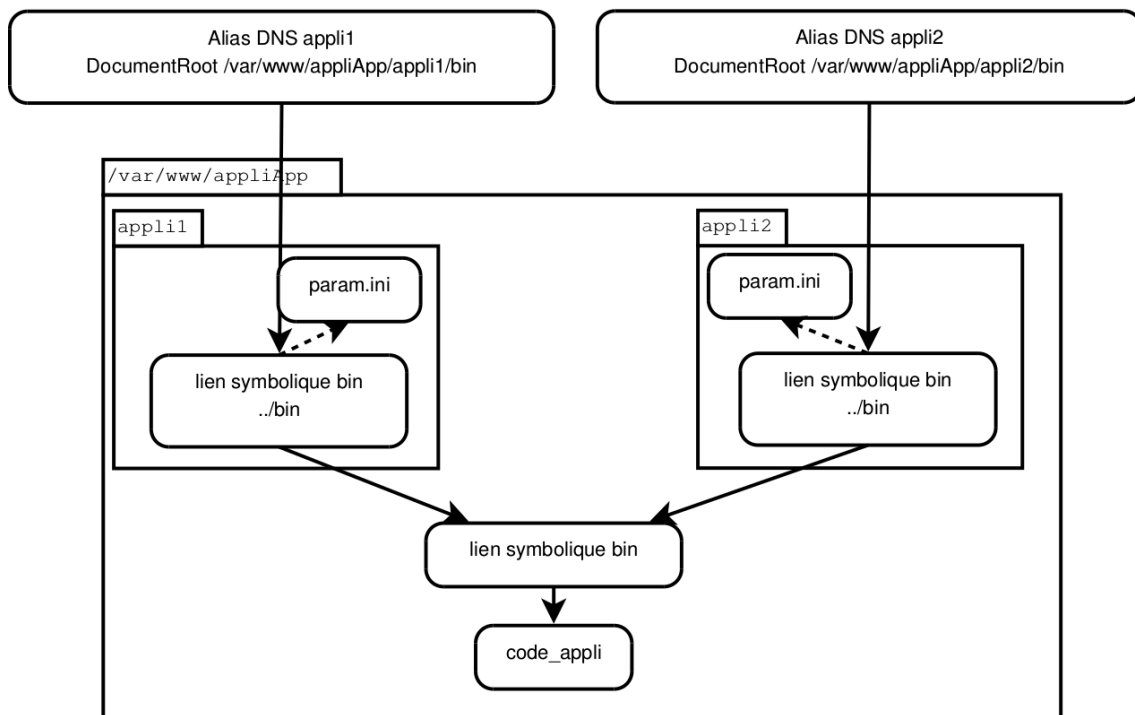 Alias DNS appli1
DocumentRoot /var/www/appliApp/appli1/bin
Alias DNS appli2
DocumentRoot /var/www/appliApp/appli2/bin
/var/www/appliApp
appli1
appli2
param.ini
param.ini
lien symbolique bin
../bin
lien symbolique bin
../bin
lien symbolique bin
code_appli